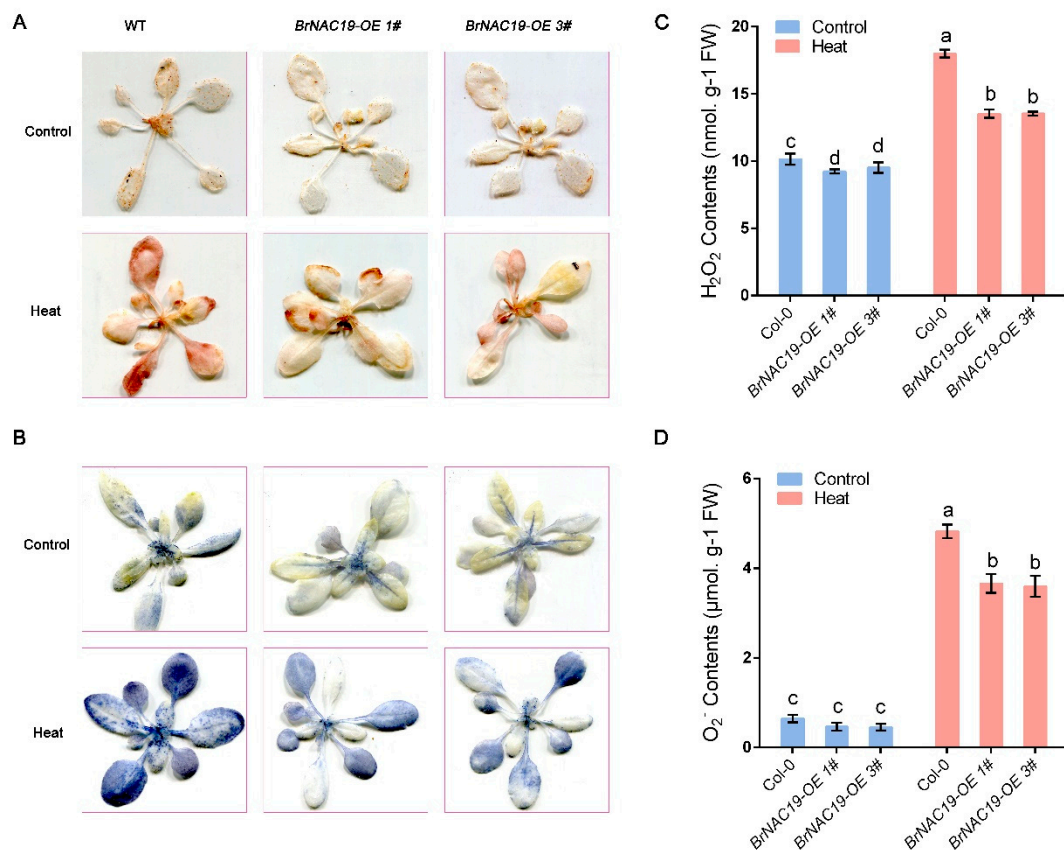 A
WT
BrNAC19-OE 1#
BrNAC19-OE 3#
Control
Heat
B
Control
Heat
C
Control
Heat
H₂O₂ Contents (nmol. g-1 FW)
20
15
10
5
0
c
d
d
a
b
b
Col-0
BrNAC19-OE 1#
BrNAC19-OE 3#
Col-0
BrNAC19-OE 1#
BrNAC19-OE 3#
D
Control
Heat
O₂⁻ Contents (μmol. g-1 FW)
6
4
2
0
c
c
c
a
b
b
Col-0
BrNAC19-OE 1#
BrNAC19-OE 3#
Col-0
BrNAC19-OE 1#
BrNAC19-OE 3#